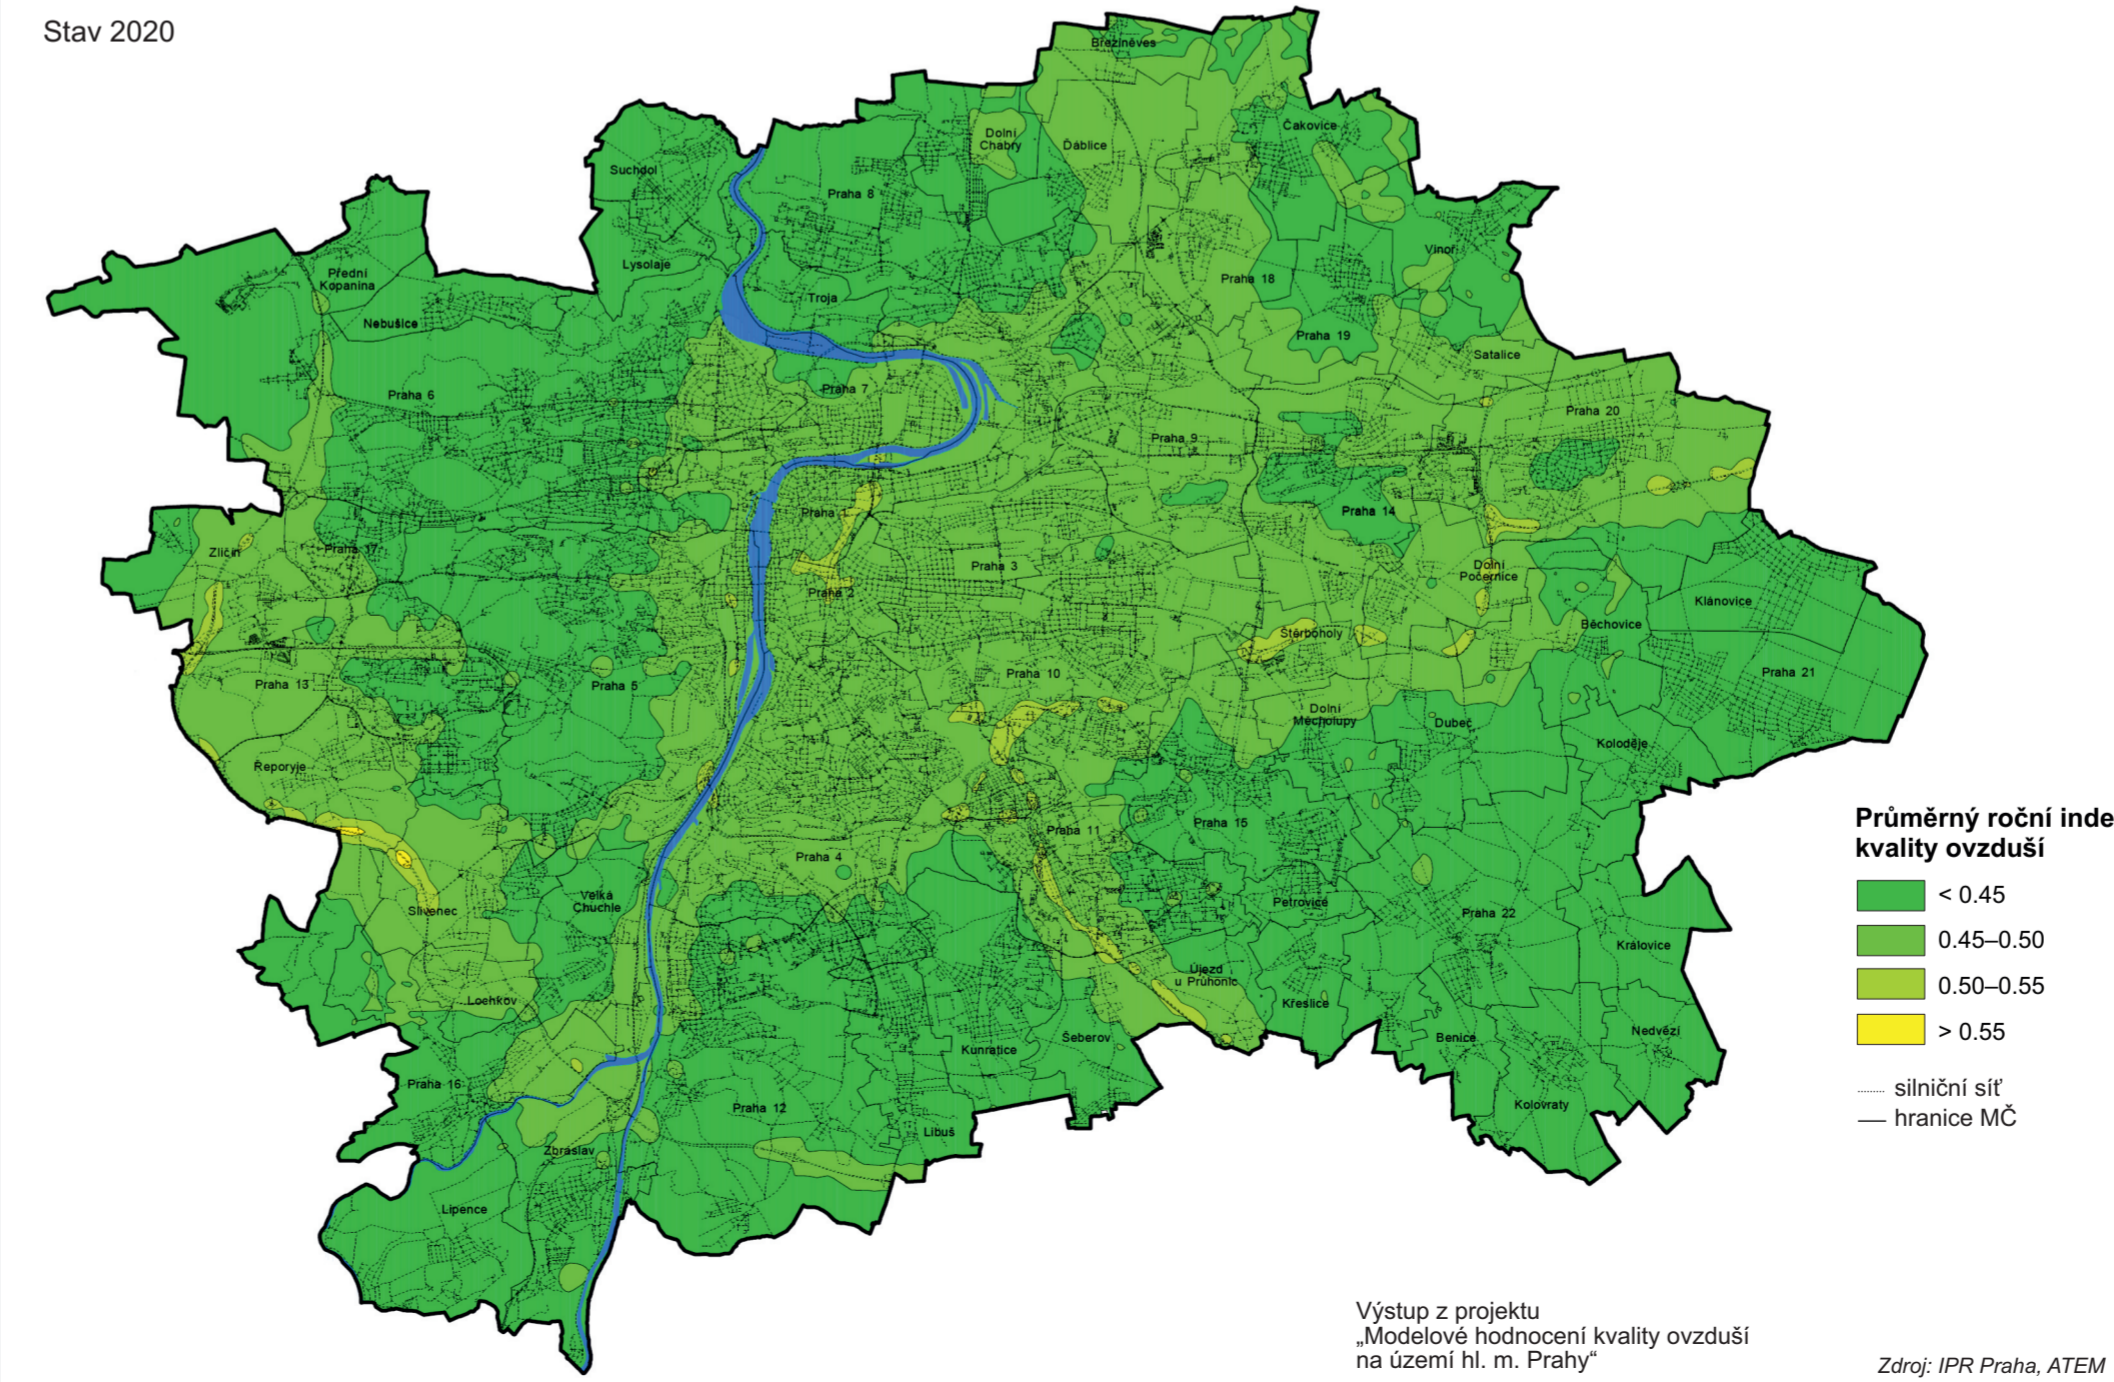 Stav 2020
Březiněves
Čakovice
Dolní
Chabry
Ďáblice
Suchdol
Praha 8
Vinoř
Lysolaje
Přední
Kopanina
Praha 18
Troja
Nebušice
Praha 19
Satalice
Praha 7
Praha 6
Praha 20
Praha 9
Praha 1
Praha 14
Zličín
Praha 17
Praha 3
Dolní
Počernice
Praha 2
Klánovice
Běchovice
Štěrboholy
Praha 10
Praha 21
Praha 13
Praha 5
Dolní
Měcholupy
Dubeč
Koloděje
Řeporyje
Praha 15
Praha 11
Praha 4
Velká
Chuchle
Petrovice
Slivenec
Praha 22
Královice
Újezd
u Průhonic
Lochkov
Křeslice
Nedvězí
Šeberov
Benice
Kunratice
Praha 16
Praha 12
Kolovraty
Libuš
Zbraslav
Lipence
Průměrný roční inde
kvality ovzduší
< 0.45
0.45–0.50
0.50–0.55
> 0.55
silniční síť
hranice MČ
Výstup z projektu
„Modelové hodnocení kvality ovzduší
na území hl. m. Prahy“
Zdroj: IPR Praha, ATEM